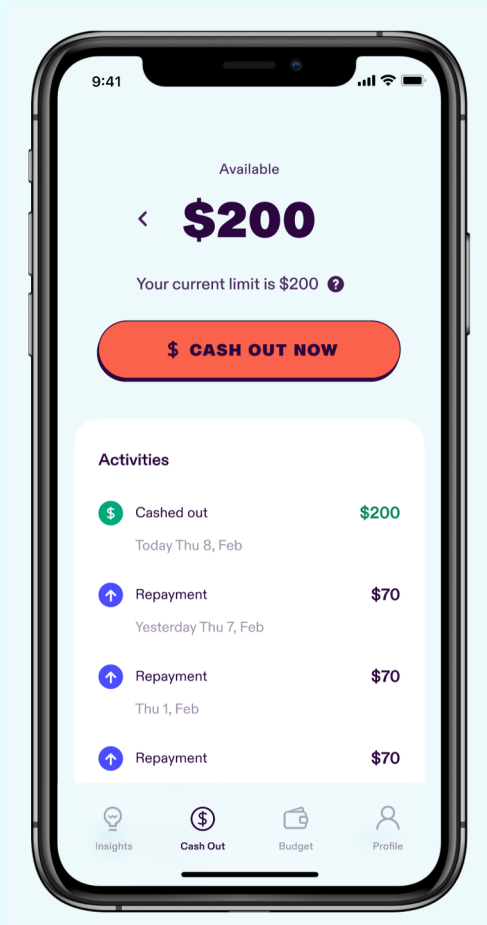 9:41
Available
$200
Your current limit is $200 ?
$ CASH OUT NOW
Activities
$ Cashed out $200
Today Thu 8, Feb
Repayment $70
Yesterday Thu 7, Feb
Repayment $70
Thu 1, Feb
Repayment $70
$
Insights Cash Out Budget Profile